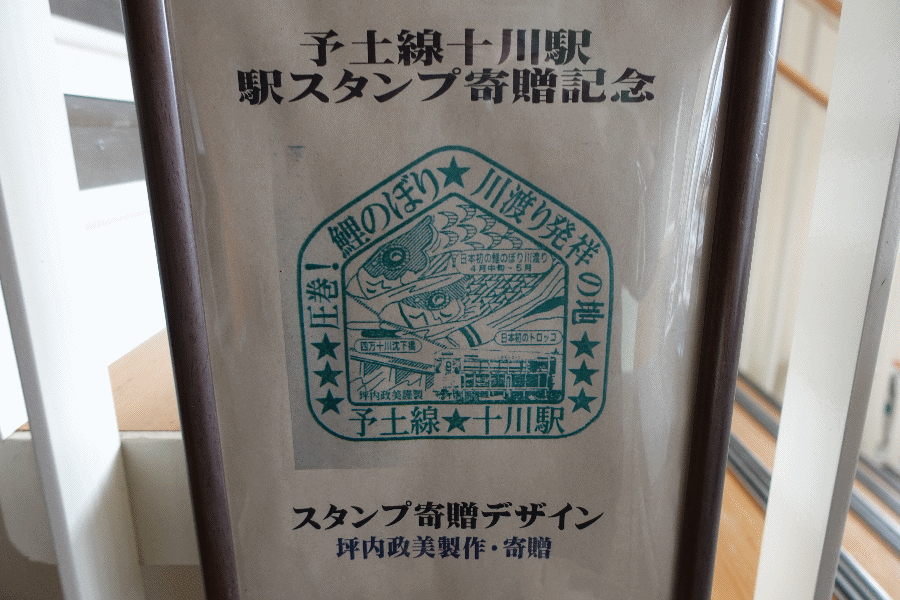 予土線十川駅
駅スタンプ寄贈記念
圧巻！鯉のぼり★川渡り発祥の地
日本初の鯉のぼり川渡り
4月中旬～5月
四万十川沈下橋
日本初のトロッコ
坪内政美謹製
★★★
★★★
予土線★十川駅
スタンプ寄贈デザイン
坪内政美製作・寄贈